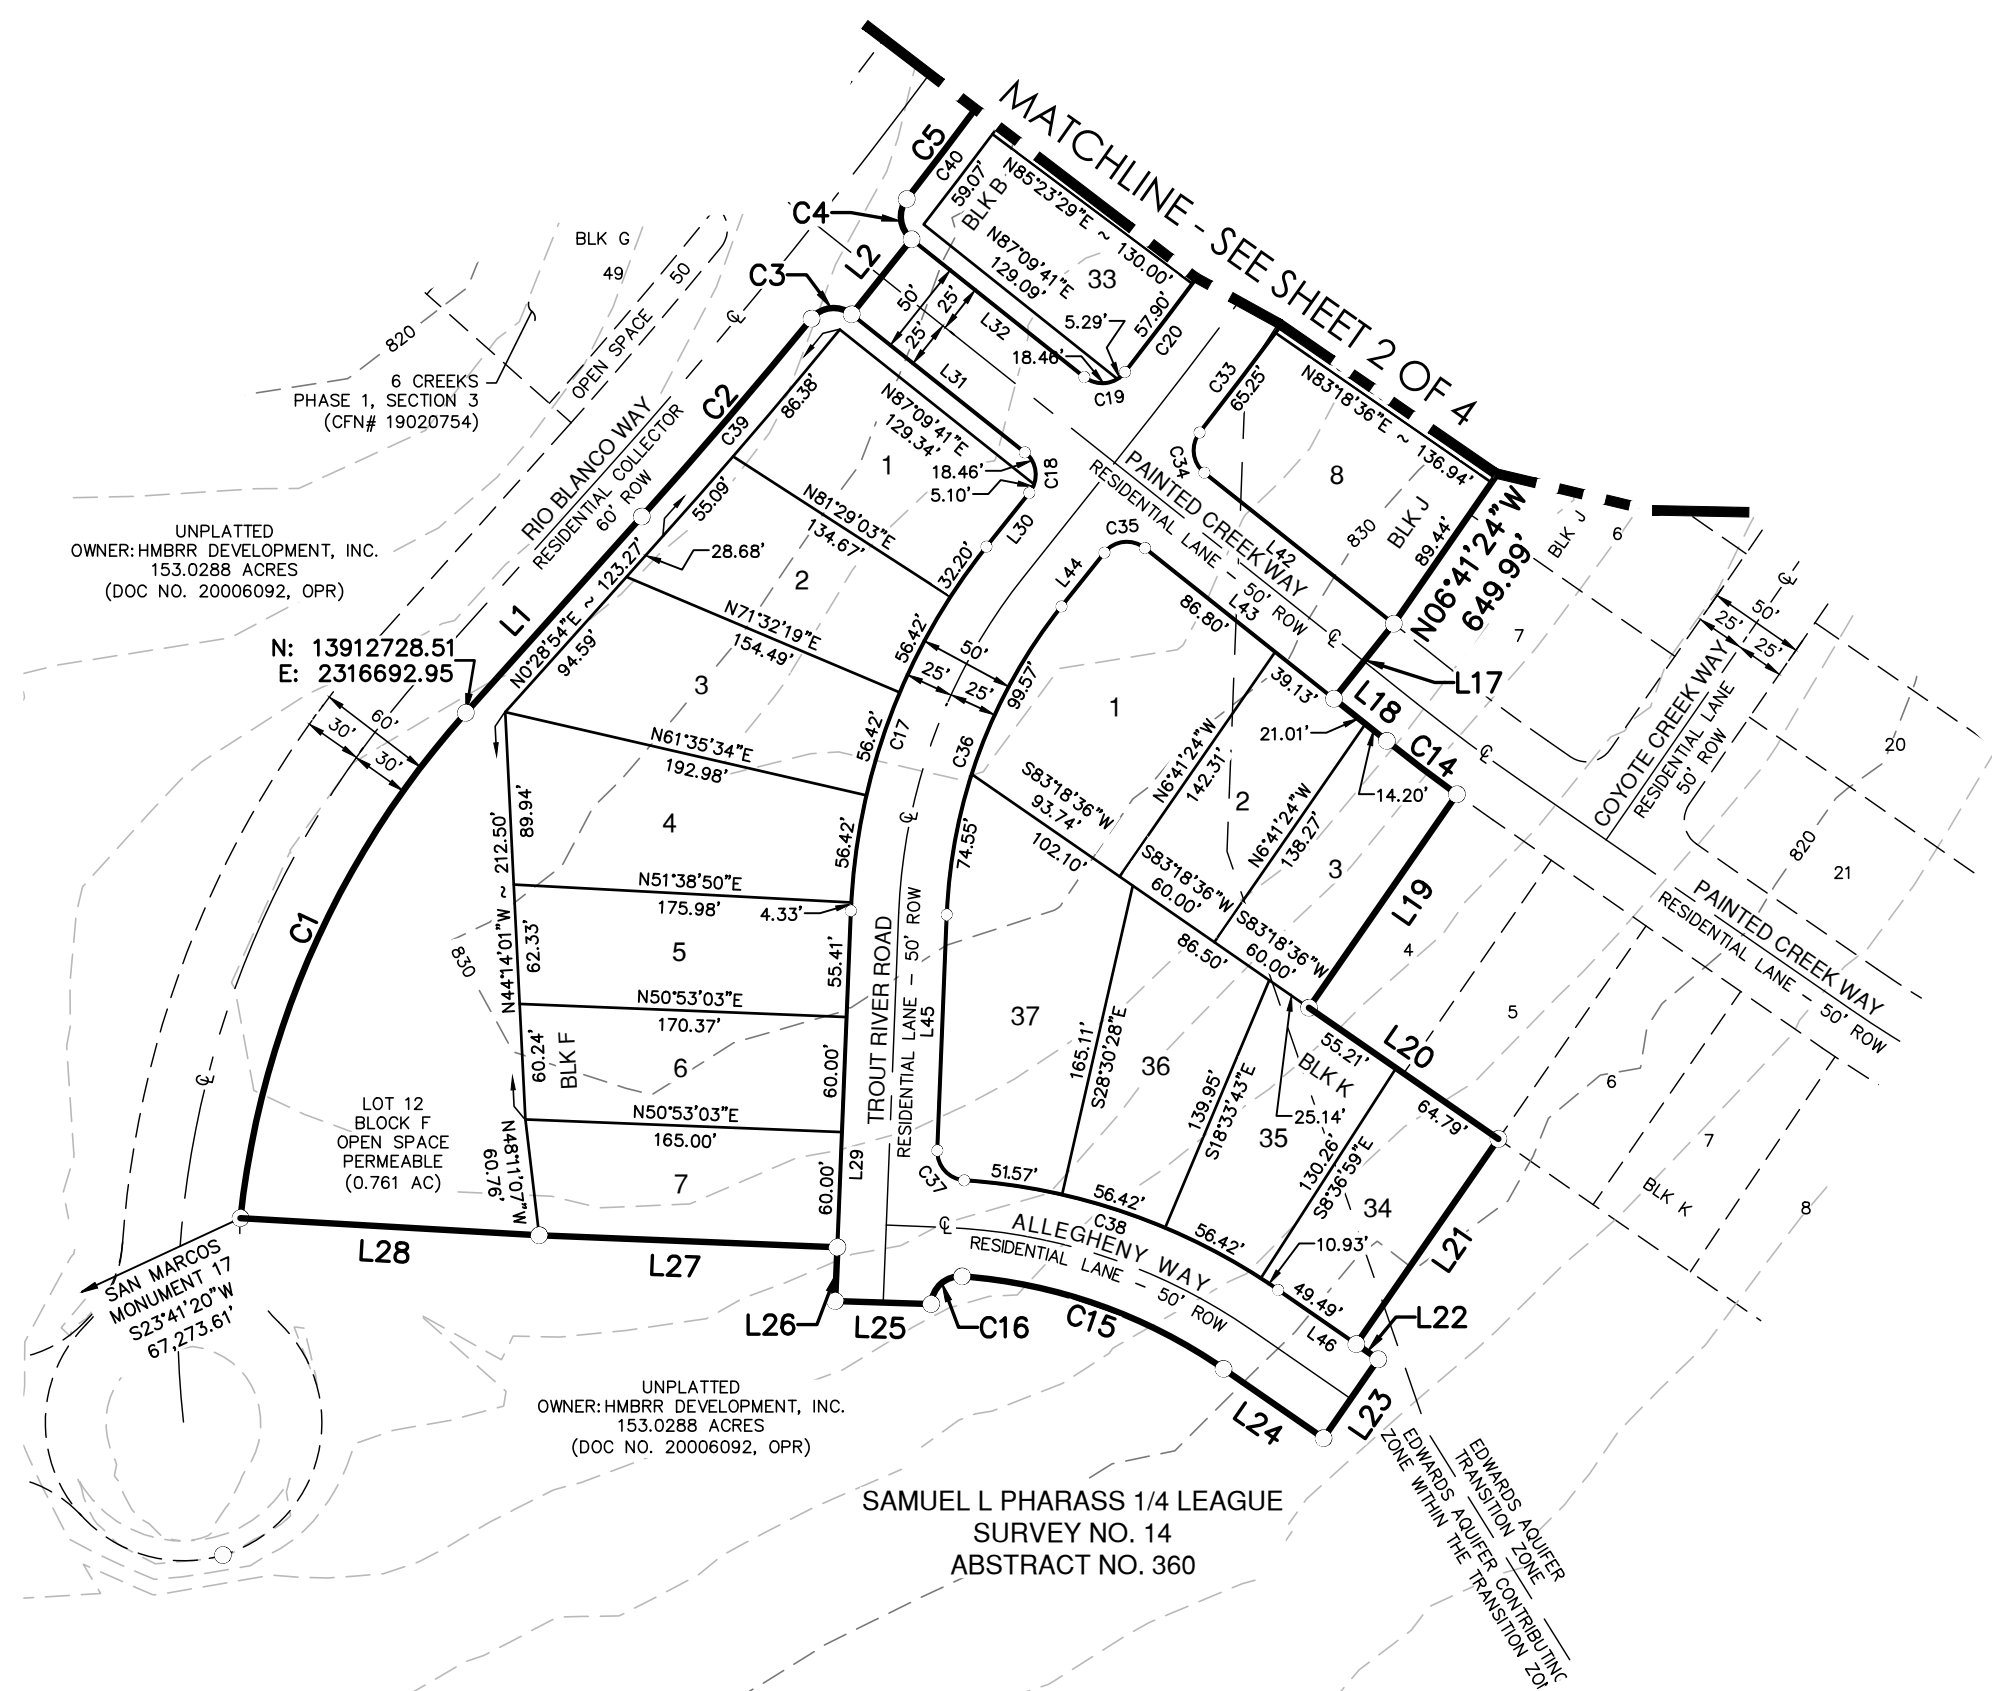 MATCHLINE - SEE SHEET 2 OF 4
C5
C40
59.07'
BLK B
N85°23'29"E ~ 130.00'
N87°09'41"E
129.09'
33
C4
L2
C3
50'
25'
25'
L32
L31
5.29'
18.46'
57.90'
C20
C19
BLK G
49
50
OPEN SPACE
820
6 CREEKS
PHASE 1, SECTION 3
(CFN# 19020754)
RIO BLANCO WAY
RESIDENTIAL COLLECTOR
60' ROW
C2
C39
86.38'
N87°09'41"E
129.34'
1
18.46'
5.10'
C18
L30
C33
65.25'
C34
N83°18'36"E ~ 136.94'
8
BLK J
830
89.44'
N06°41'24"W
649.99'
BLK J
6
7
UNPLATTED
OWNER:HMBRR DEVELOPMENT, INC.
153.0288 ACRES
(DOC NO. 20006092, OPR)
55.09'
N81°29'03"E
134.67'
2
28.68'
32.20'
N0°28'54"E ~ 123.27'
94.59'
L1
N71°32'19"E
154.49'
3
56.42'
50'
25'
25'
99.57'
C35
L44
PAINTED CREEK WAY
RESIDENTIAL LANE - 50' ROW
L42
L43
86.80'
39.13'
L17
L18
21.01'
C14
14.20'
50'
25'
25'
COYOTE CREEK WAY
RESIDENTIAL LANE
50' ROW
20
21
820
N: 13912728.51
E: 2316692.95
60'
30'
30'
N61°35'34"E
192.98'
4
56.42'
C17
C36
1
N6°41'24"W
142.31'
2
N6°41'24"W
138.27'
3
L19
4
S83°18'36"W
93.74'
102.10'
S83°18'36"W
60.00'
S83°18'36"W
60.00'
86.50'
PAINTED CREEK WAY
RESIDENTIAL LANE - 50' ROW
C1
N44°14'01"W ~ 212.50'
89.94'
N51°38'50"E
175.98'
56.42'
4.33'
74.55'
62.33'
5
55.41'
830
N50°53'03"E
170.37'
TROUT RIVER ROAD
RESIDENTIAL LANE - 50' ROW
L45
37
60.24'
BLK F
6
60.00'
165.11'
S28°30'28"E
36
139.95'
S18°33'43"E
BLK K
25.14'
55.21'
L20
64.79'
5
6
7
8
BLK K
LOT 12
BLOCK F
OPEN SPACE
PERMEABLE
(0.761 AC)
N48°11'07"W
60.76'
N50°53'03"E
165.00'
7
60.00'
L29
C37
51.57'
56.42'
C38
56.42'
35
130.26'
S8°36'59"E
34
L21
10.93'
49.49'
L46
L22
L23
ALLEGHENY WAY
RESIDENTIAL LANE - 50' ROW
L28
L27
L26
L25
C16
C15
L24
SAN MARCOS
MONUMENT 17
S23°41'20"W
67,273.61'
UNPLATTED
OWNER:HMBRR DEVELOPMENT, INC.
153.0288 ACRES
(DOC NO. 20006092, OPR)
SAMUEL L PHARASS 1/4 LEAGUE
SURVEY NO. 14
ABSTRACT NO. 360
EDWARDS AQUIFER
TRANSITION ZONE
EDWARDS AQUIFER CONTRIBUTING
ZONE WITHIN THE TRANSITION ZO